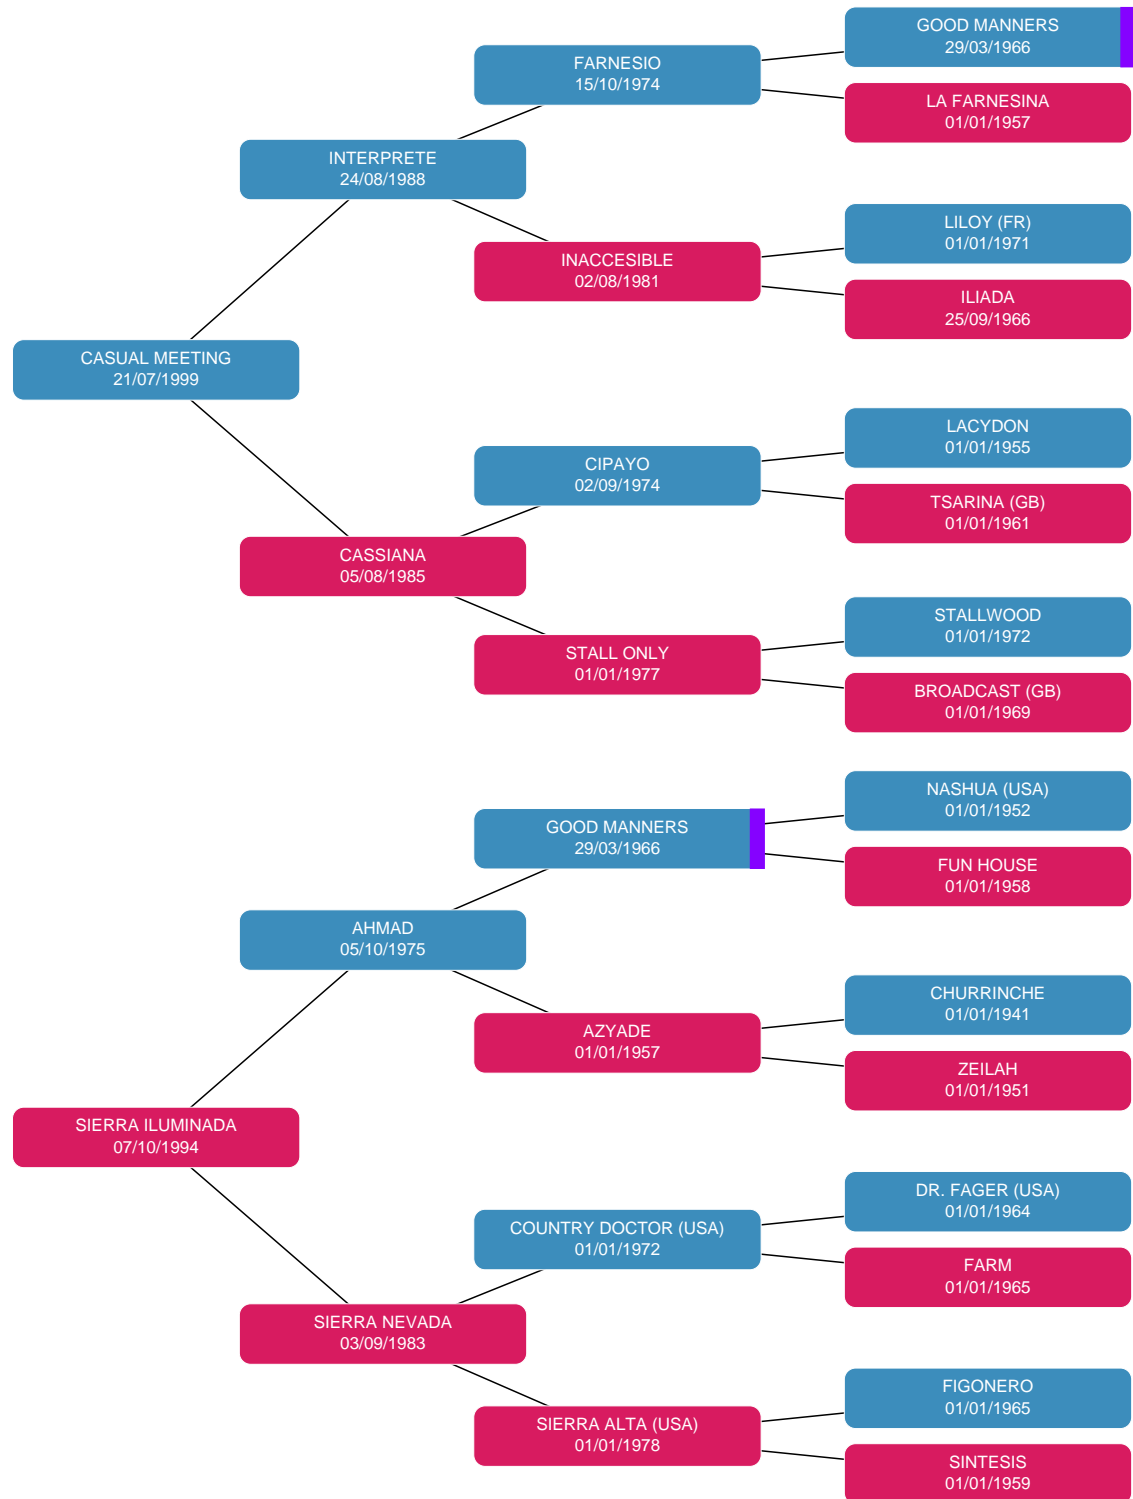 GOOD MANNERS
29/03/1966
FARNESIO
15/10/1974
LA FARNESINA
01/01/1957
INTERPRETE
24/08/1988
LILOY (FR)
01/01/1971
INACCESIBLE
02/08/1981
ILIADA
25/09/1966
CASUAL MEETING
21/07/1999
LACYDON
01/01/1955
CIPAYO
02/09/1974
TSARINA (GB)
01/01/1961
CASSIANA
05/08/1985
STALLWOOD
01/01/1972
STALL ONLY
01/01/1977
BROADCAST (GB)
01/01/1969
NASHUA (USA)
01/01/1952
GOOD MANNERS
29/03/1966
FUN HOUSE
01/01/1958
AHMAD
05/10/1975
CHURRINCHE
01/01/1941
AZYADE
01/01/1957
ZEILAH
01/01/1951
SIERRA ILUMINADA
07/10/1994
DR. FAGER (USA)
01/01/1964
COUNTRY DOCTOR (USA)
01/01/1972
FARM
01/01/1965
SIERRA NEVADA
03/09/1983
FIGONERO
01/01/1965
SIERRA ALTA (USA)
01/01/1978
SINTESIS
01/01/1959